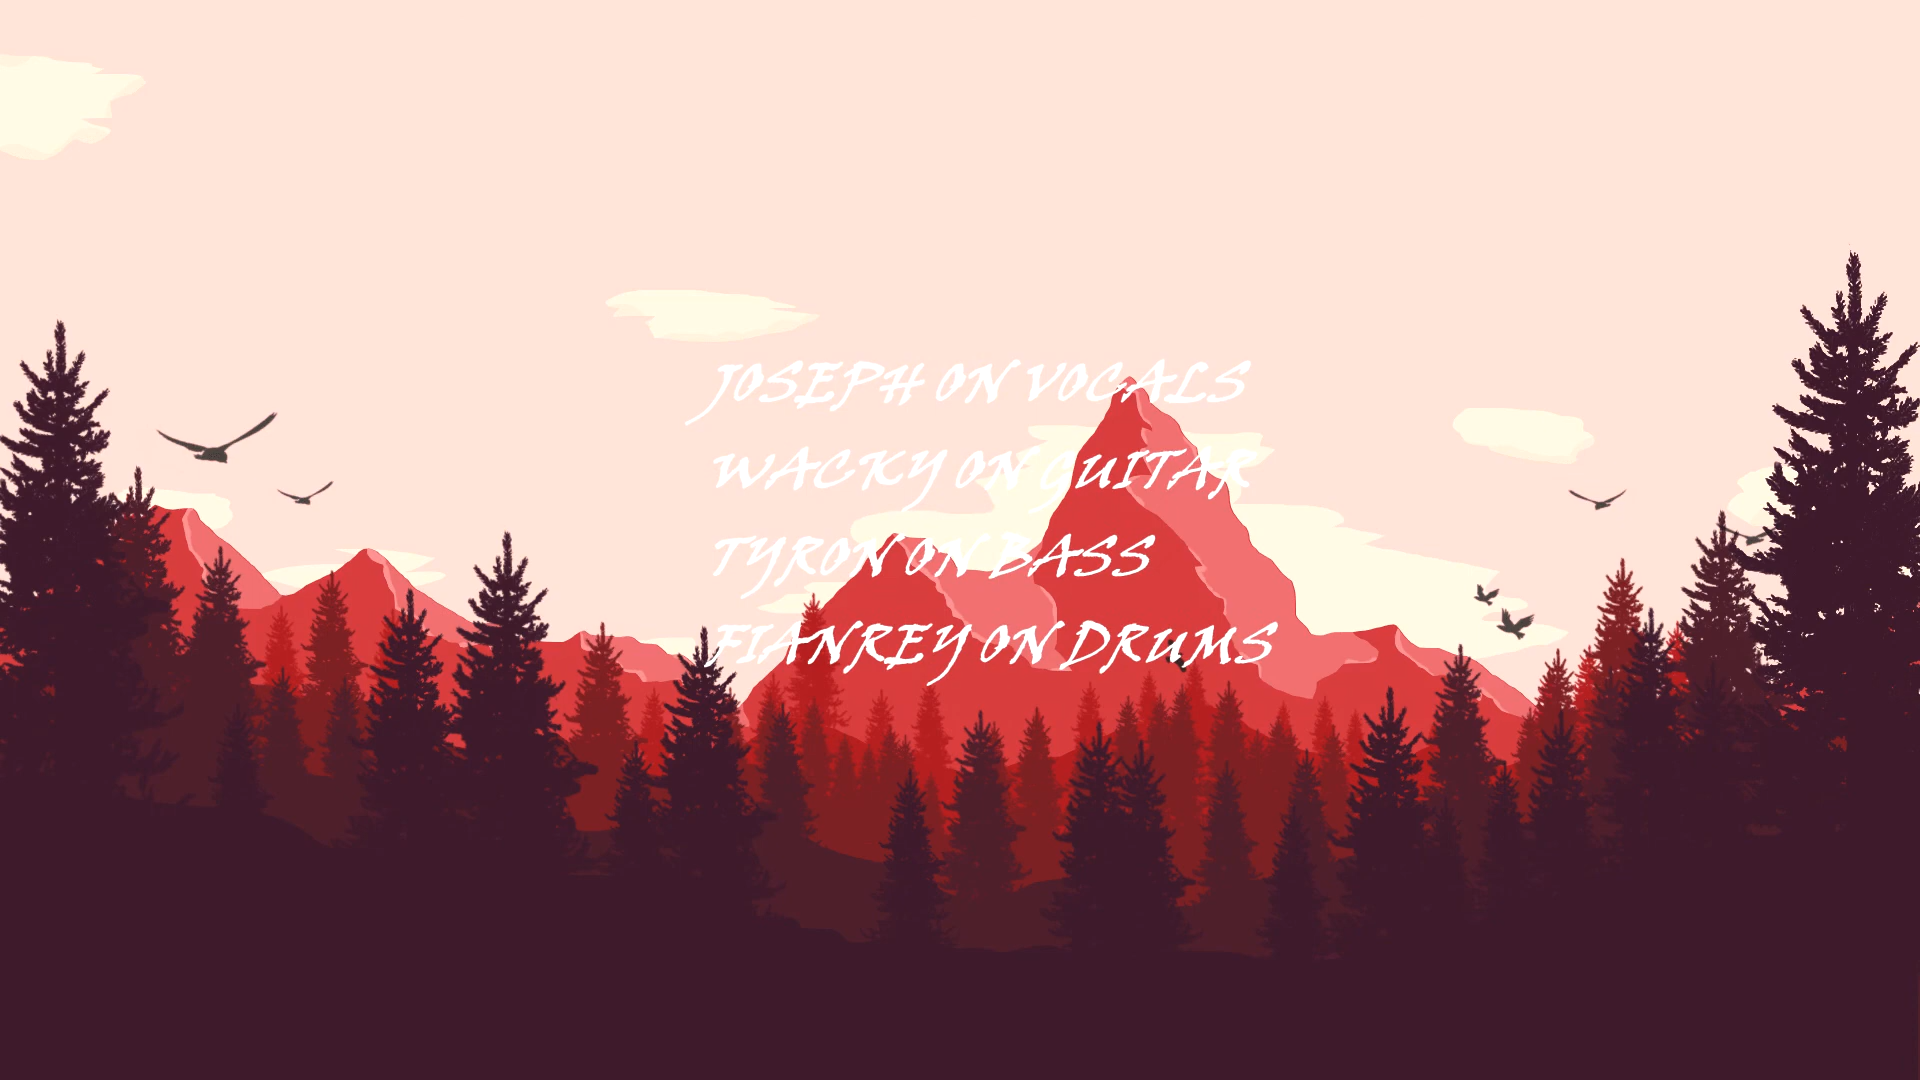 JOSEPH ON VOCALS
WACKY ON GUITAR
TYRON ON BASS
FIANREY ON DRUMS